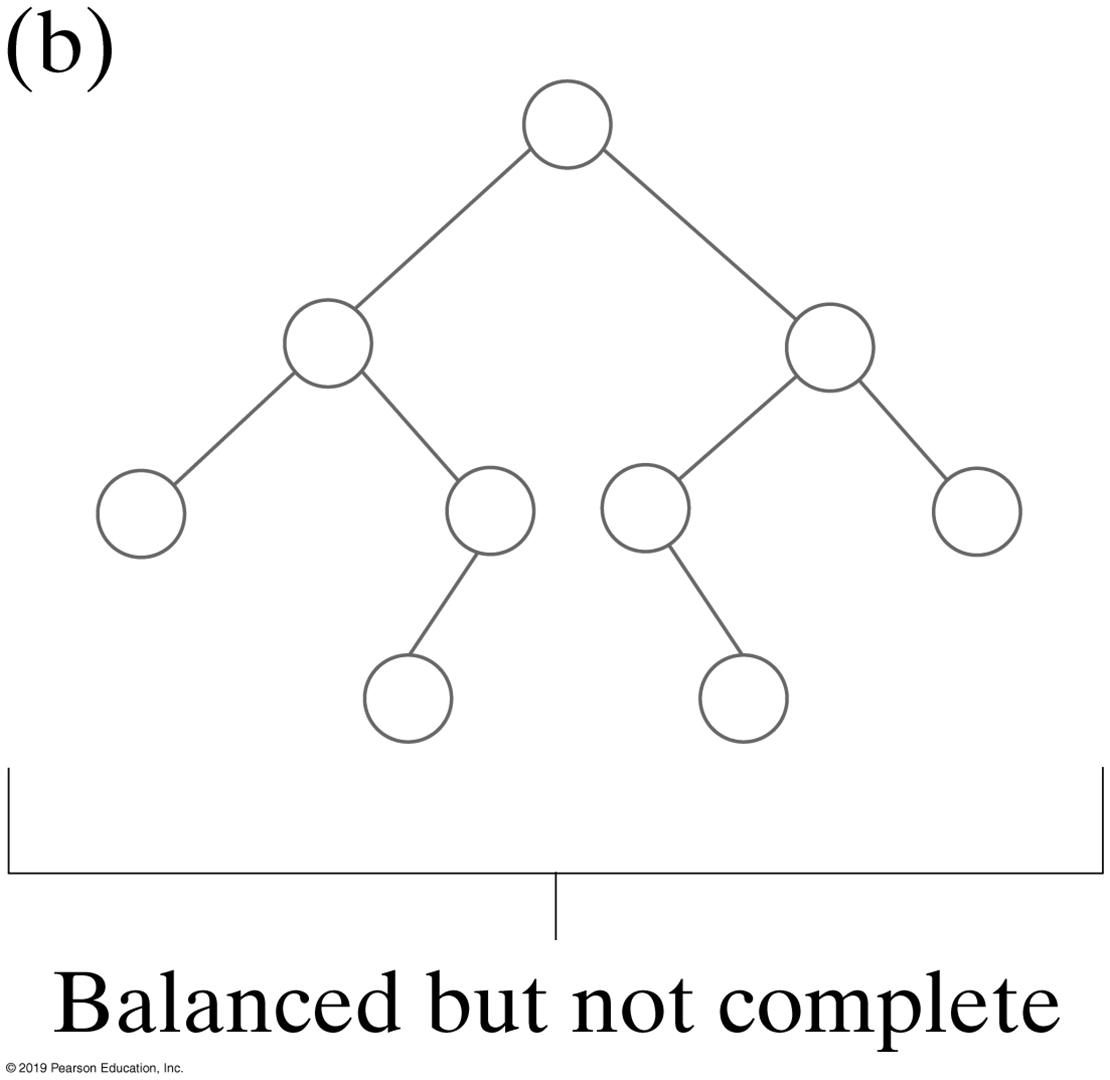 (b)
Balanced but not complete
© 2019 Pearson Education, Inc.